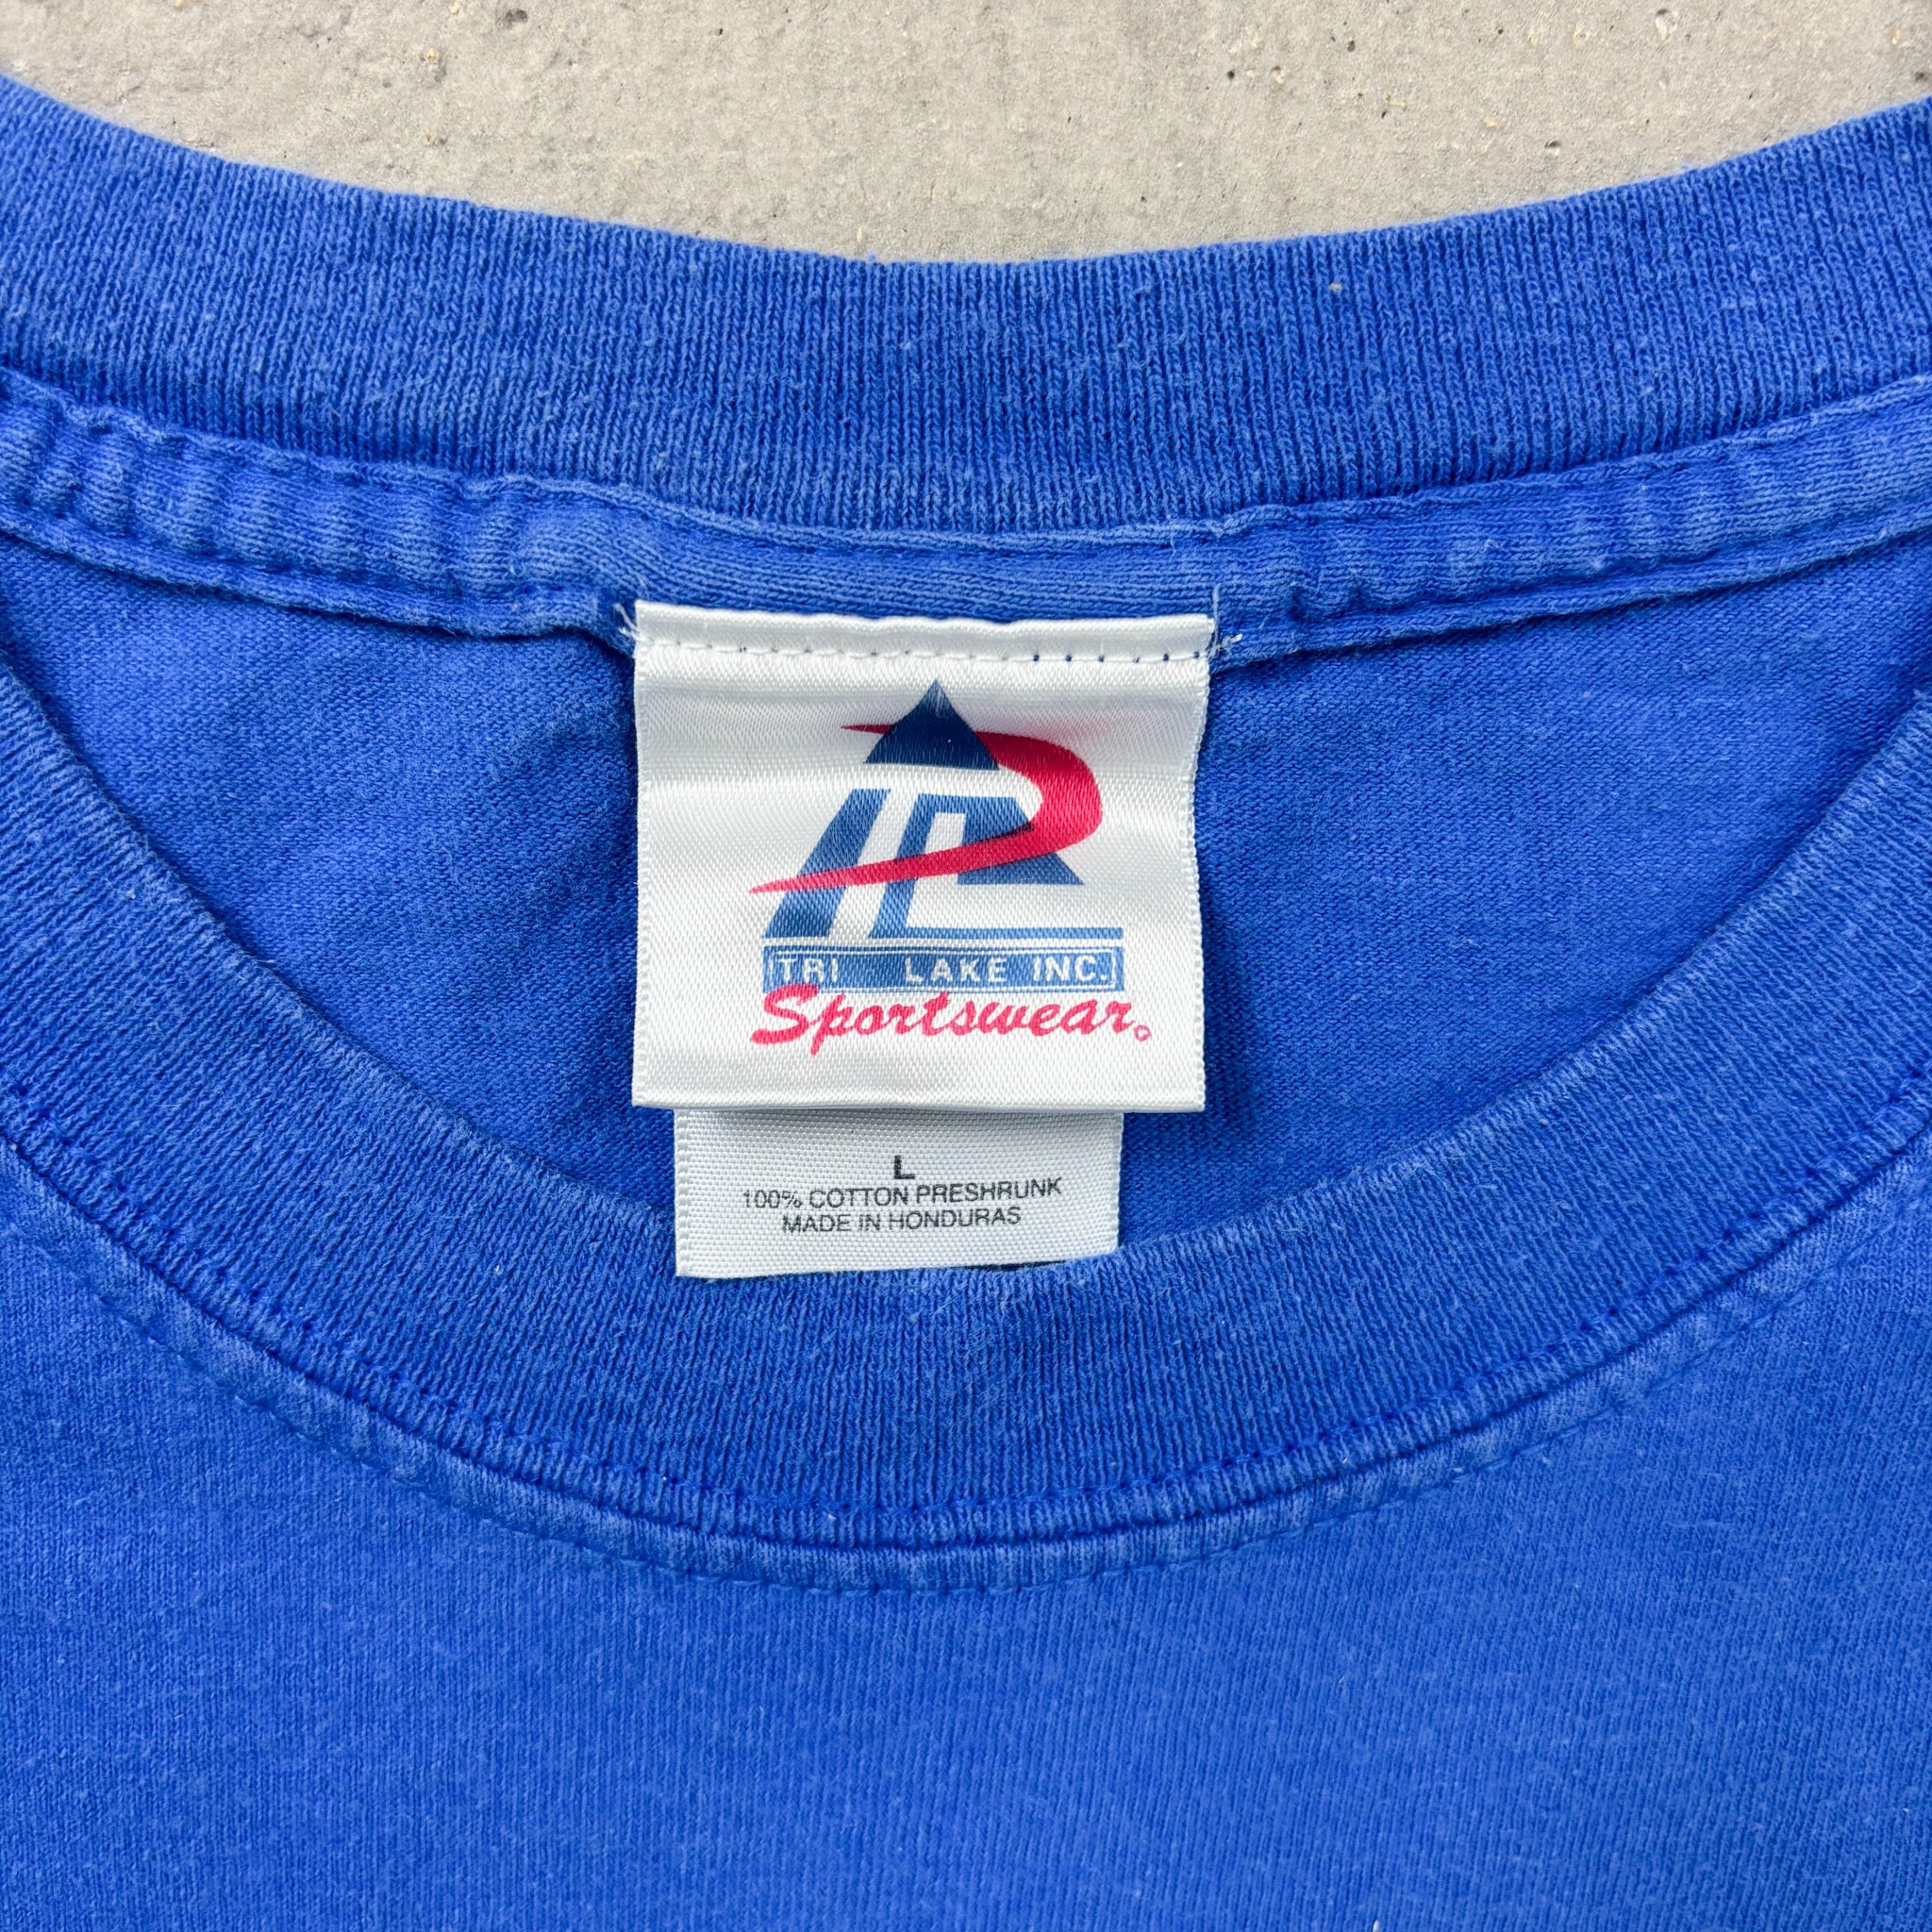 TRI - LAKE INC.
Sportswear
L
100% COTTON PRESHRUNK
MADE IN HONDURAS